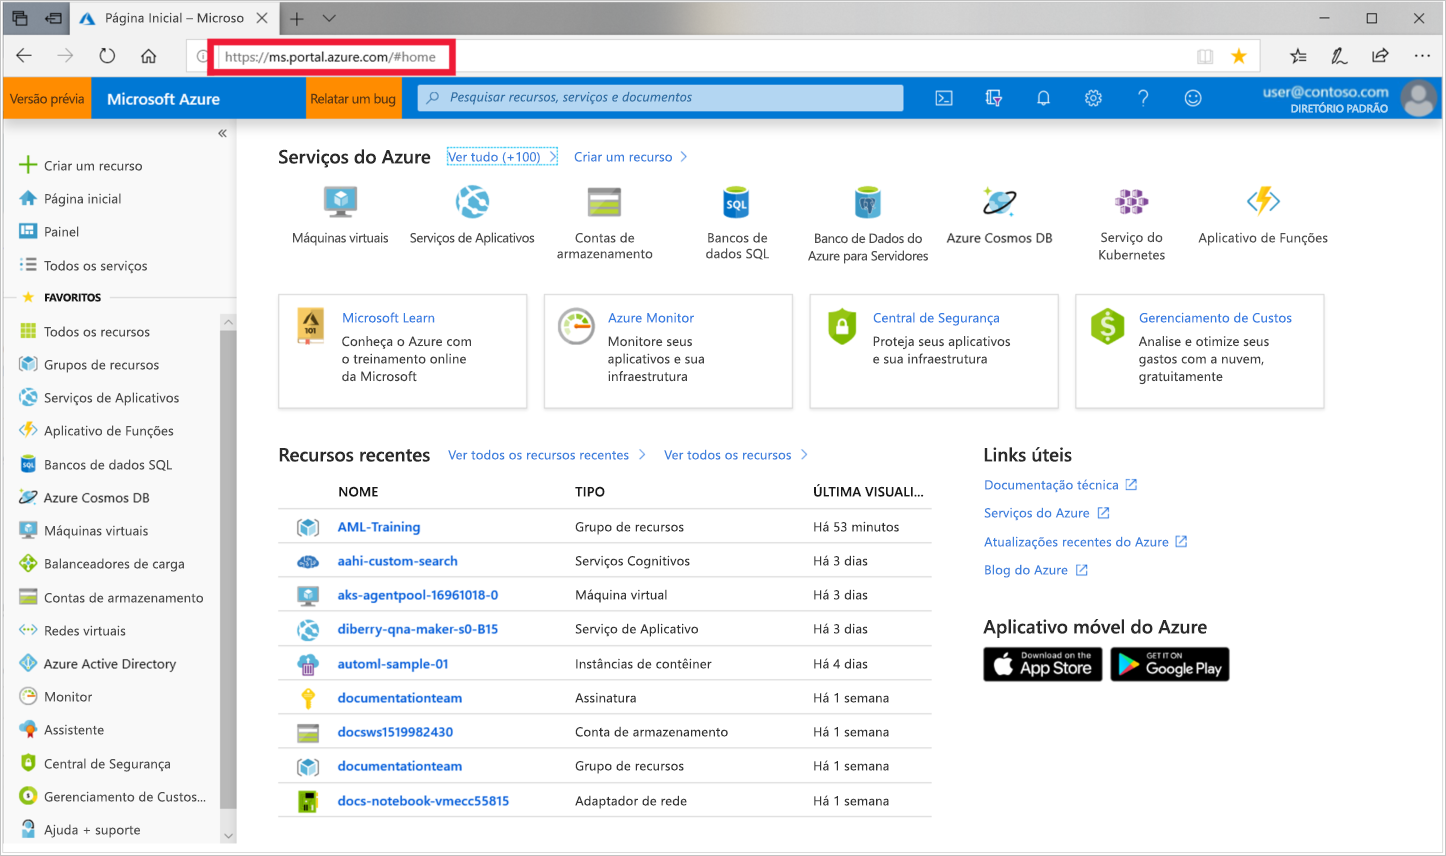 Página Inicial – Microso
https://ms.portal.azure.com/#home
Versão prévia
Microsoft Azure
Relatar um bug
Pesquisar recursos, serviços e documentos
user@contoso.com
DIRETÓRIO PADRÃO
«
Criar um recurso
Página inicial
Painel
Todos os serviços
FAVORITOS
Todos os recursos
Grupos de recursos
Serviços de Aplicativos
Aplicativo de Funções
Bancos de dados SQL
Azure Cosmos DB
Máquinas virtuais
Balanceadores de carga
Contas de armazenamento
Redes virtuais
Azure Active Directory
Monitor
Assistente
Central de Segurança
Gerenciamento de Custos...
Ajuda + suporte
Serviços do Azure
Ver tudo (+100)
Criar um recurso
Máquinas virtuais
Serviços de Aplicativos
Contas de
armazenamento
SQL
Bancos de
dados SQL
Banco de Dados do
Azure para Servidores
Azure Cosmos DB
Serviço do
Kubernetes
Aplicativo de Funções
101
Microsoft Learn
Conheça o Azure com
o treinamento online
da Microsoft
Azure Monitor
Monitore seus
aplicativos e sua
infraestrutura
Central de Segurança
Proteja seus aplicativos
e sua infraestrutura
Gerenciamento de Custos
Analise e otimize seus
gastos com a nuvem,
gratuitamente
Recursos recentes
Ver todos os recursos recentes
Ver todos os recursos
NOME TIPO ÚLTIMA VISUALI...
AML-Training Grupo de recursos Há 53 minutos
aahi-custom-search Serviços Cognitivos Há 3 dias
aks-agentpool-16961018-0 Máquina virtual Há 3 dias
diberry-qna-maker-s0-B15 Serviço de Aplicativo Há 3 dias
automl-sample-01 Instâncias de contêiner Há 4 dias
documentationteam Assinatura Há 1 semana
docsws1519982430 Conta de armazenamento Há 1 semana
documentationteam Grupo de recursos Há 1 semana
docs-notebook-vmecc55815 Adaptador de rede Há 1 semana
Links úteis
Documentação técnica
Serviços do Azure
Atualizações recentes do Azure
Blog do Azure
Aplicativo móvel do Azure
Download on the
App Store
GET IT ON
Google Play